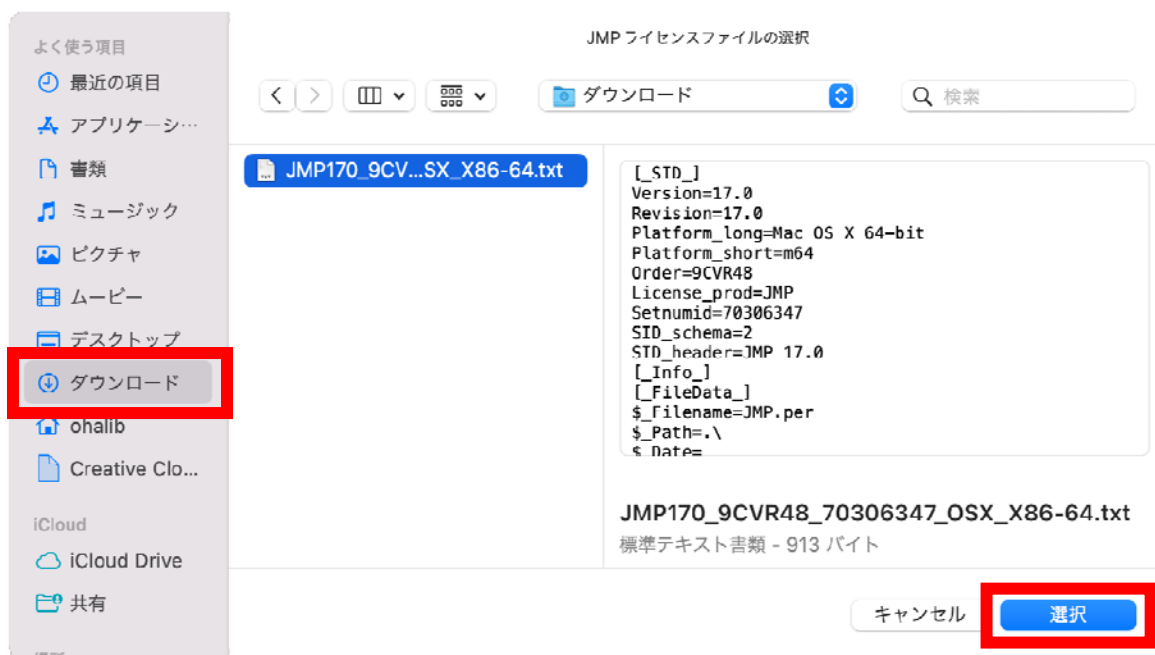 JMP ライセンスファイルの選択
よく使う項目
最近の項目
アプリケーシ…
書類
ミュージック
ピクチャ
ムービー
デスクトップ
ダウンロード
ohalib
Creative Clo...
iCloud
iCloud Drive
共有
ダウンロード
検索
JMP170_9CV...SX_X86-64.txt
[_STD_]
Version=17.0
Revision=17.0
Platform_long=Mac OS X 64-bit
Platform_short=m64
Order=9CVR48
License_prod=JMP
Setnumid=70306347
SID_schema=2
STD_header=JMP 17.0
[_Info_]
[_FileData_]
$_Filename=JMP.per
$_Path=.\
$_Date=
JMP170_9CVR48_70306347_OSX_X86-64.txt
標準テキスト書類 - 913 バイト
キャンセル
選択